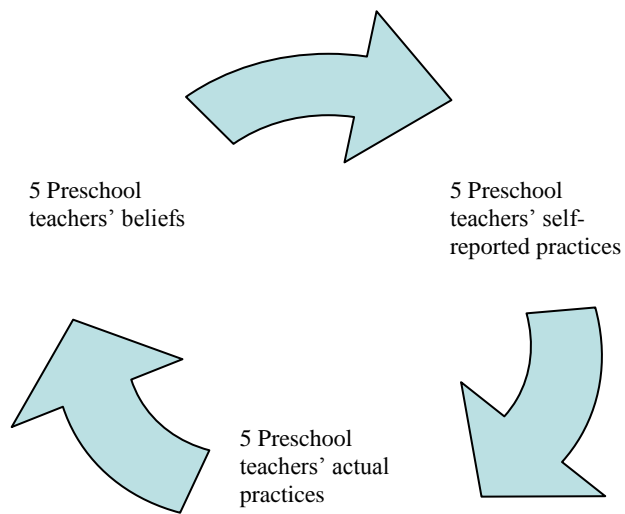 5 Preschool
teachers’ beliefs
5 Preschool
teachers’ self-
reported practices
5 Preschool
teachers’ actual
practices